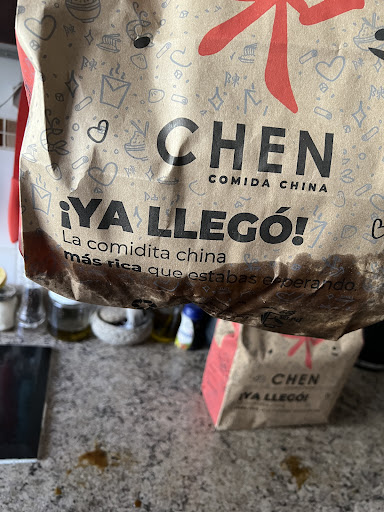 CHEN
COMIDA CHINA
¡YA LLEGÓ!
La comidita china
más rica que estabas esperando
CHEN
¡YA LLEGÓ!